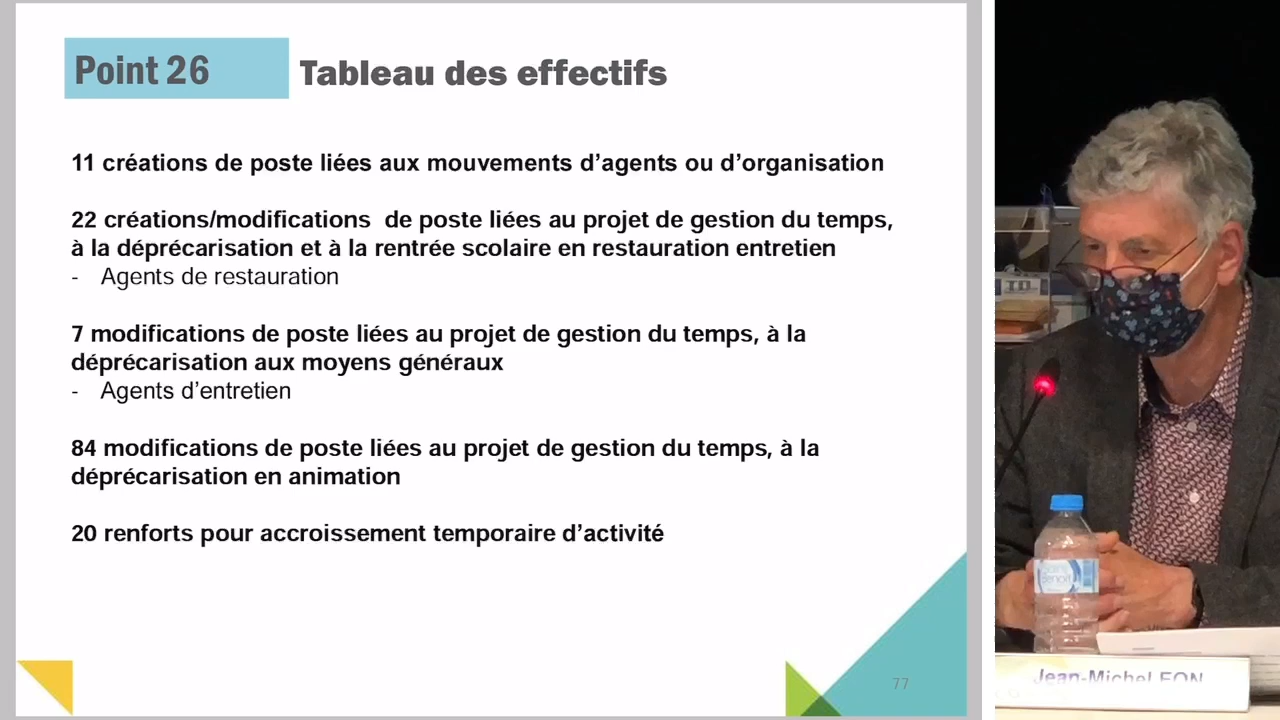 Point 26
Tableau des effectifs
11 créations de poste liées aux mouvements d’agents ou d’organisation
22 créations/modifications  de poste liées au projet de gestion du temps,
à la déprécarisation et à la rentrée scolaire en restauration entretien
- Agents de restauration
7 modifications de poste liées au projet de gestion du temps, à la
déprécarisation aux moyens généraux
- Agents d’entretien
84 modifications de poste liées au projet de gestion du temps, à la
déprécarisation en animation
20 renforts pour accroissement temporaire d’activité
77
Jean-Michel EON